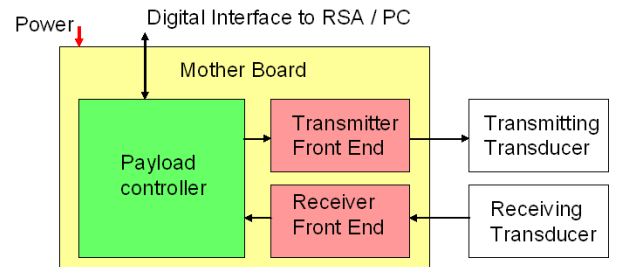 Digital Interface to RSA / PC
Power
Mother Board
Payload
controller
Transmitter
Front End
Transmitting
Transducer
Receiver
Front End
Receiving
Transducer